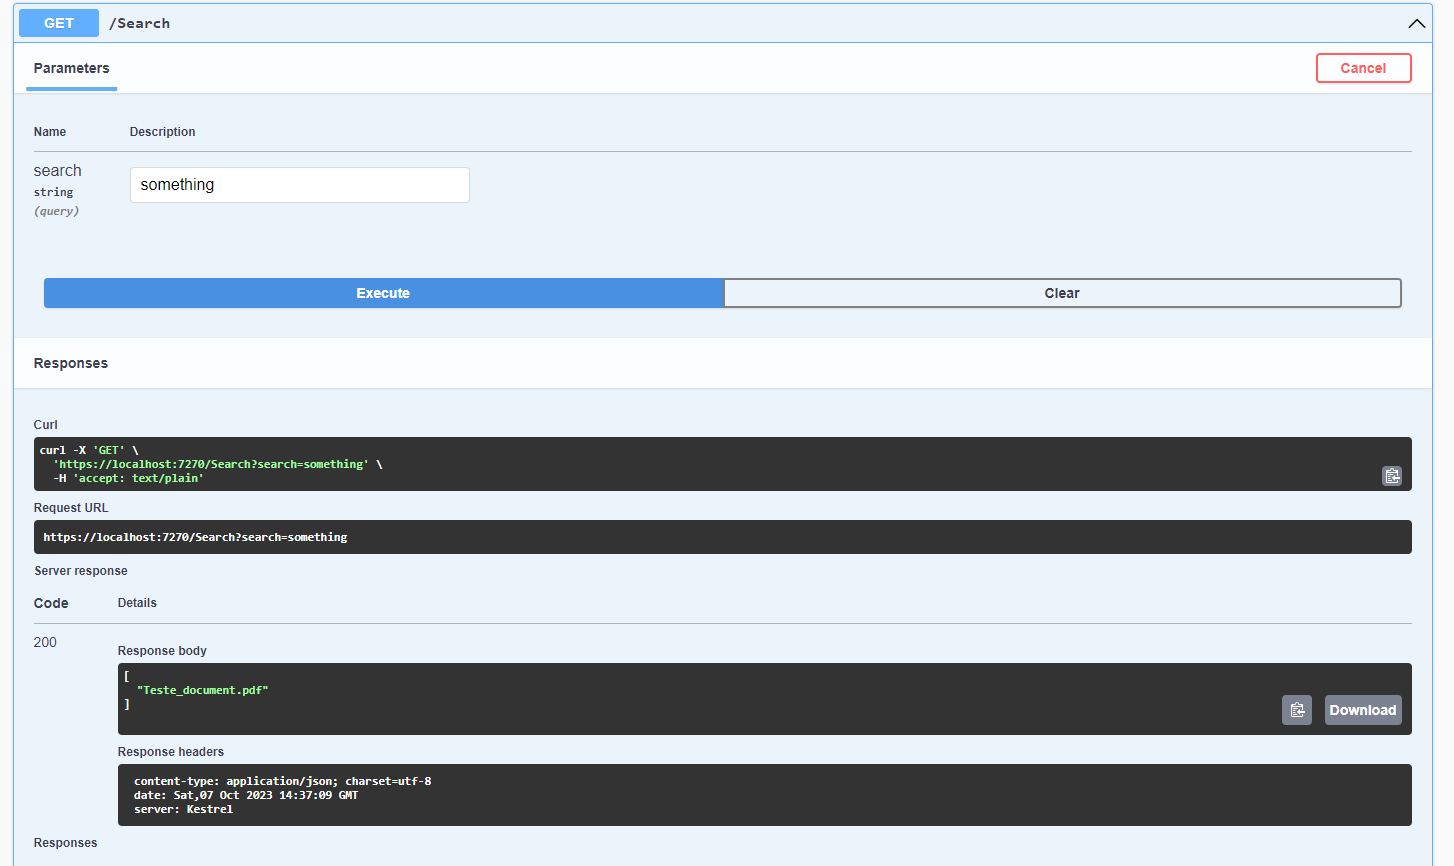 GET /Search
Parameters
Cancel
Name Description
search
string
(query)
something
Execute Clear
Responses
Curl
curl -X 'GET' \
'https://localhost:7270/Search?search=something' \
-H 'accept: text/plain'
Request URL
https://localhost:7270/Search?search=something
Server response
Code Details
200
Response body
[
"Teste_document.pdf"
]
Download
Response headers
content-type: application/json; charset=utf-8
date: Sat,07 Oct 2023 14:37:09 GMT
server: Kestrel
Responses